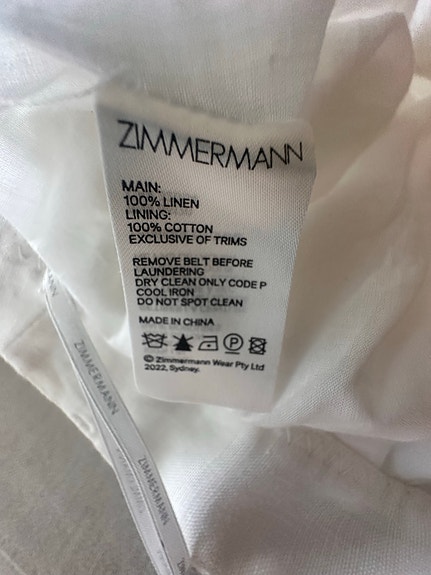 ZIMMERMANN
MAIN:
100% LINEN
LINING:
100% COTTON
EXCLUSIVE OF TRIMS
REMOVE BELT BEFORE
LAUNDERING
DRY CLEAN ONLY CODE P
COOL IRON
DO NOT SPOT CLEAN
MADE IN CHINA
P
© Zimmermann Wear Pty Ltd
2022, Sydney.
ZIMMERMANN
ZIMMERMANN